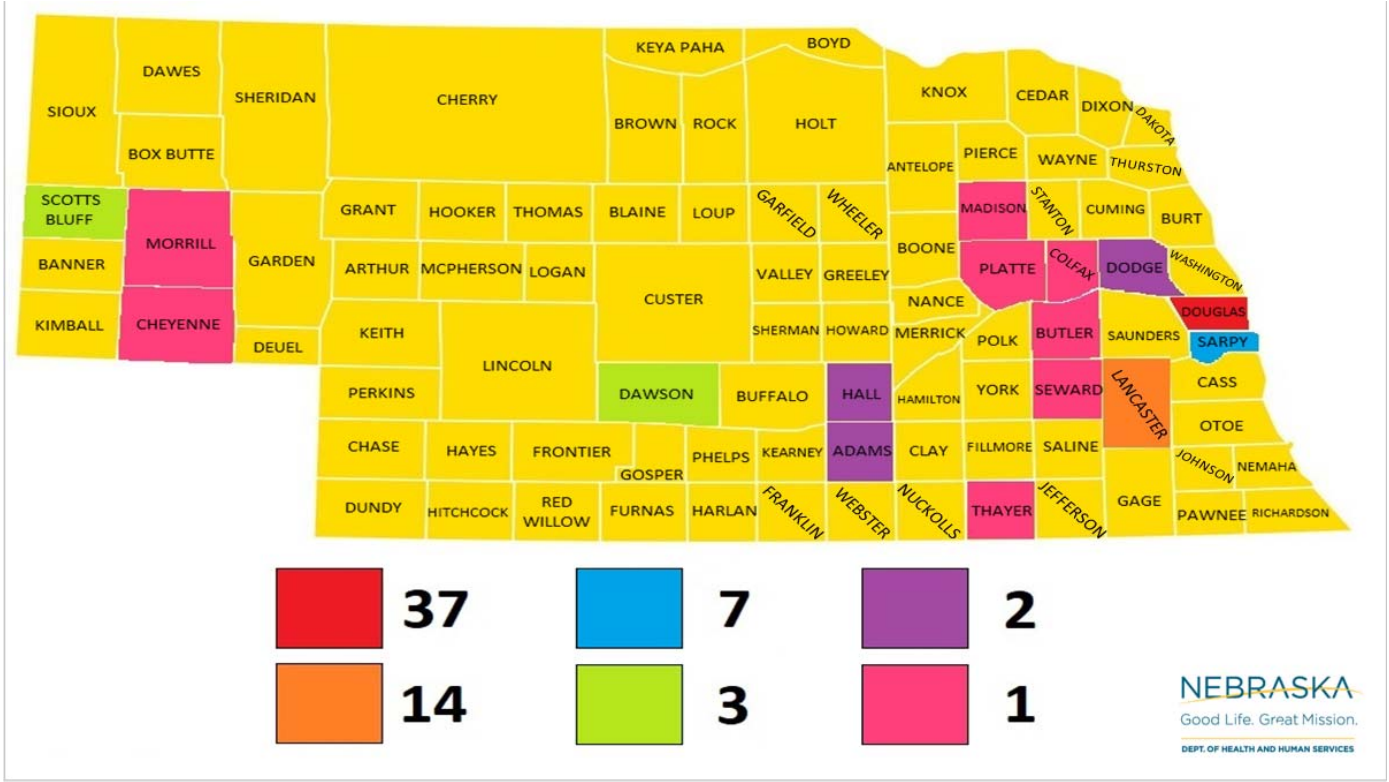 KEYA PAHA
BOYD
DAWES
SHERIDAN
CHERRY
SIOUX
KNOX
CEDAR
DIXON
DAKOTA
BROWN
ROCK
HOLT
BOX BUTTE
ANTELOPE
PIERCE
WAYNE
THURSTON
SCOTTS
BLUFF
GRANT
HOOKER
THOMAS
BLAINE
LOUP
GARFIELD
WHEELER
MADISON
STANTON
CUMING
BURT
MORRILL
BOONE
BANNER
GARDEN
ARTHUR
MCPHERSON
LOGAN
CUSTER
VALLEY
GREELEY
PLATTE
COLFAX
DODGE
WASHINGTON
NANCE
KIMBALL
CHEYENNE
DEUEL
KEITH
LINCOLN
SHERMAN
HOWARD
MERRICK
POLK
BUTLER
SAUNDERS
DOUGLAS
SARPY
PERKINS
DAWSON
BUFFALO
HALL
HAMILTON
YORK
SEWARD
LANCASTER
CASS
OTOE
CHASE
HAYES
FRONTIER
GOSPER
PHELPS
KEARNEY
ADAMS
CLAY
FILLMORE
SALINE
JOHNSON
NEMAHA
DUNDY
HITCHCOCK
RED
WILLOW
FURNAS
HARLAN
FRANKLIN
WEBSTER
NUCKOLLS
THAYER
JEFFERSON
GAGE
PAWNEE
RICHARDSON
37
7
2
14
3
1
NEBRASKA
Good Life. Great Mission.
DEPT. OF HEALTH AND HUMAN SERVICES